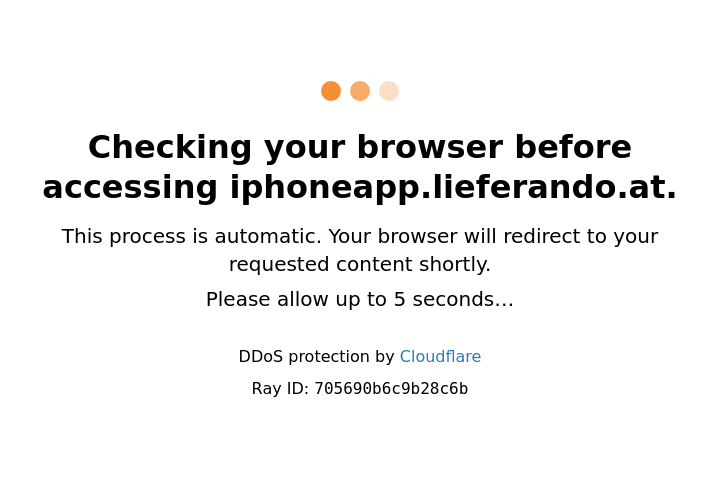 Checking your browser before
accessing iphoneapp.lieferando.at.
This process is automatic. Your browser will redirect to your
requested content shortly.
Please allow up to 5 seconds…
DDoS protection by Cloudflare
Ray ID: 705690b6c9b28c6b